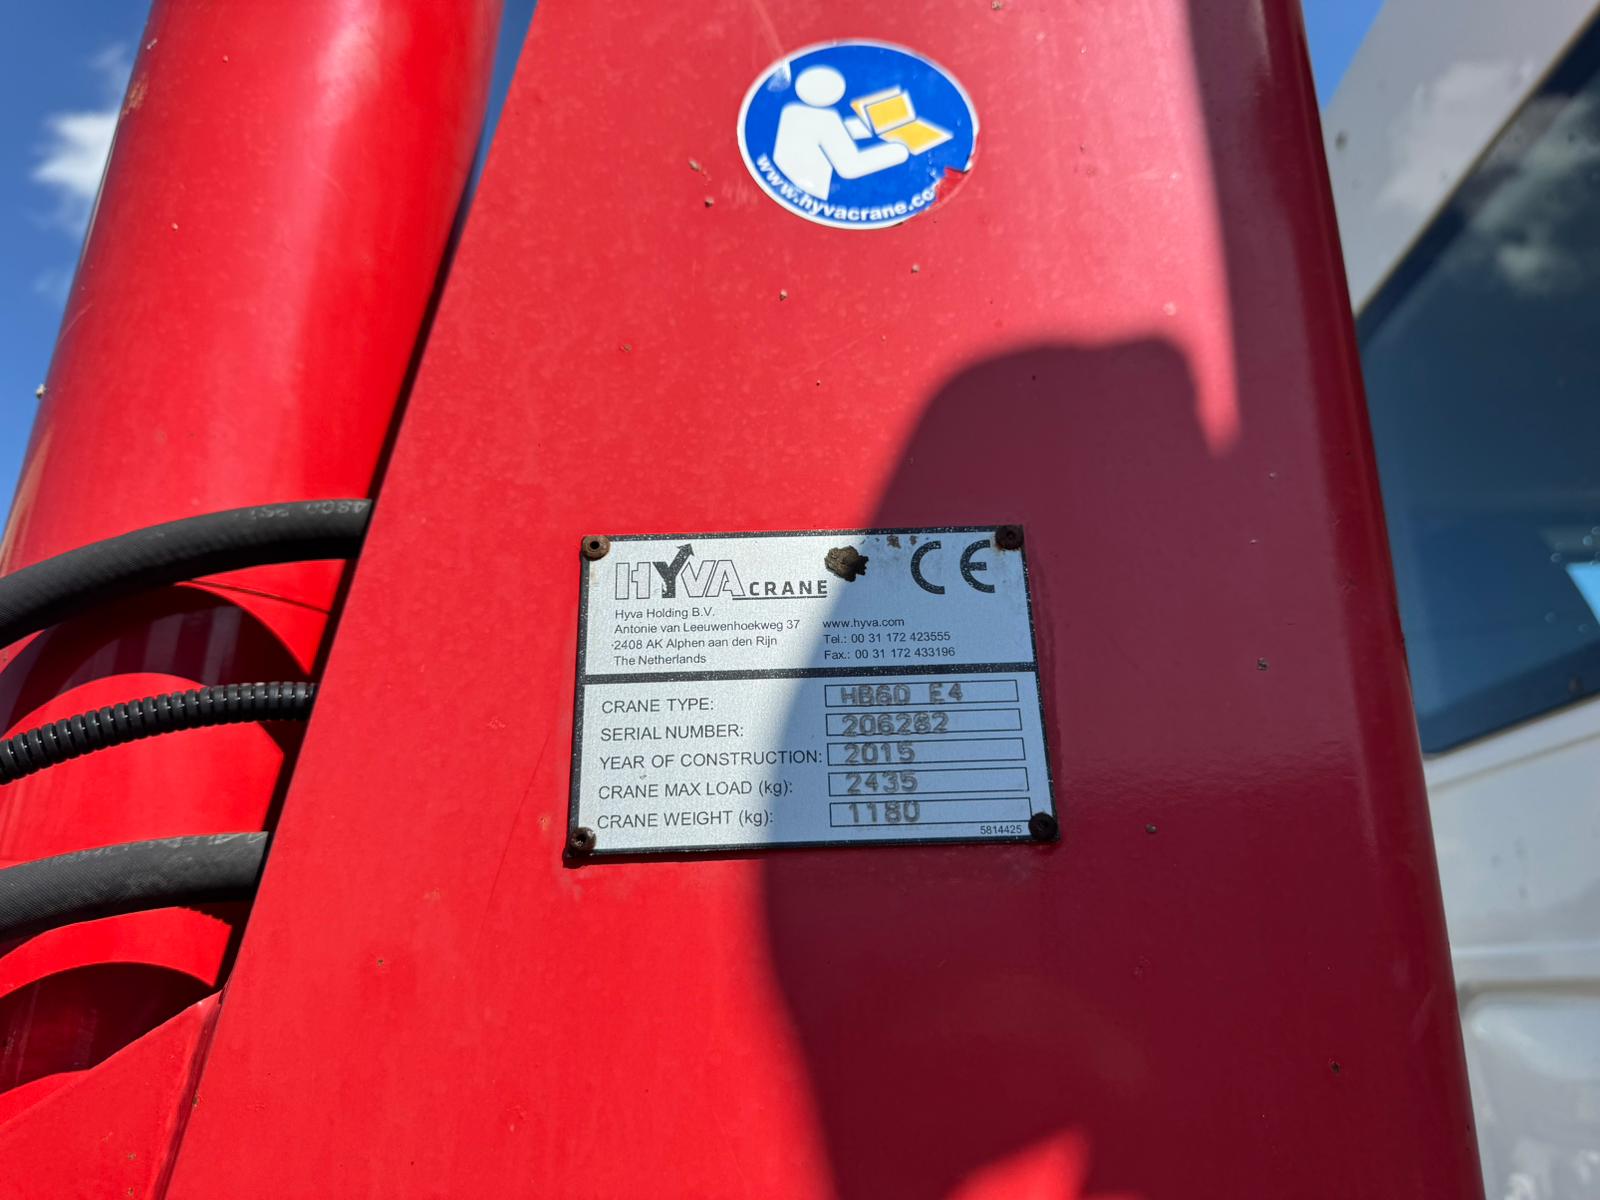 www.hyvacrane.co
HYVA CRANE CE
Hyva Holding B.V.
Antonie van Leeuwenhoekweg 37
2408 AK Alphen aan den Rijn
The Netherlands
www.hyva.com
Tel.: 00 31 172 423555
Fax.: 00 31 172 433196
CRANE TYPE: HB60 E4
SERIAL NUMBER: 206282
YEAR OF CONSTRUCTION: 2015
CRANE MAX LOAD (kg): 2435
CRANE WEIGHT (kg): 1180
5814425